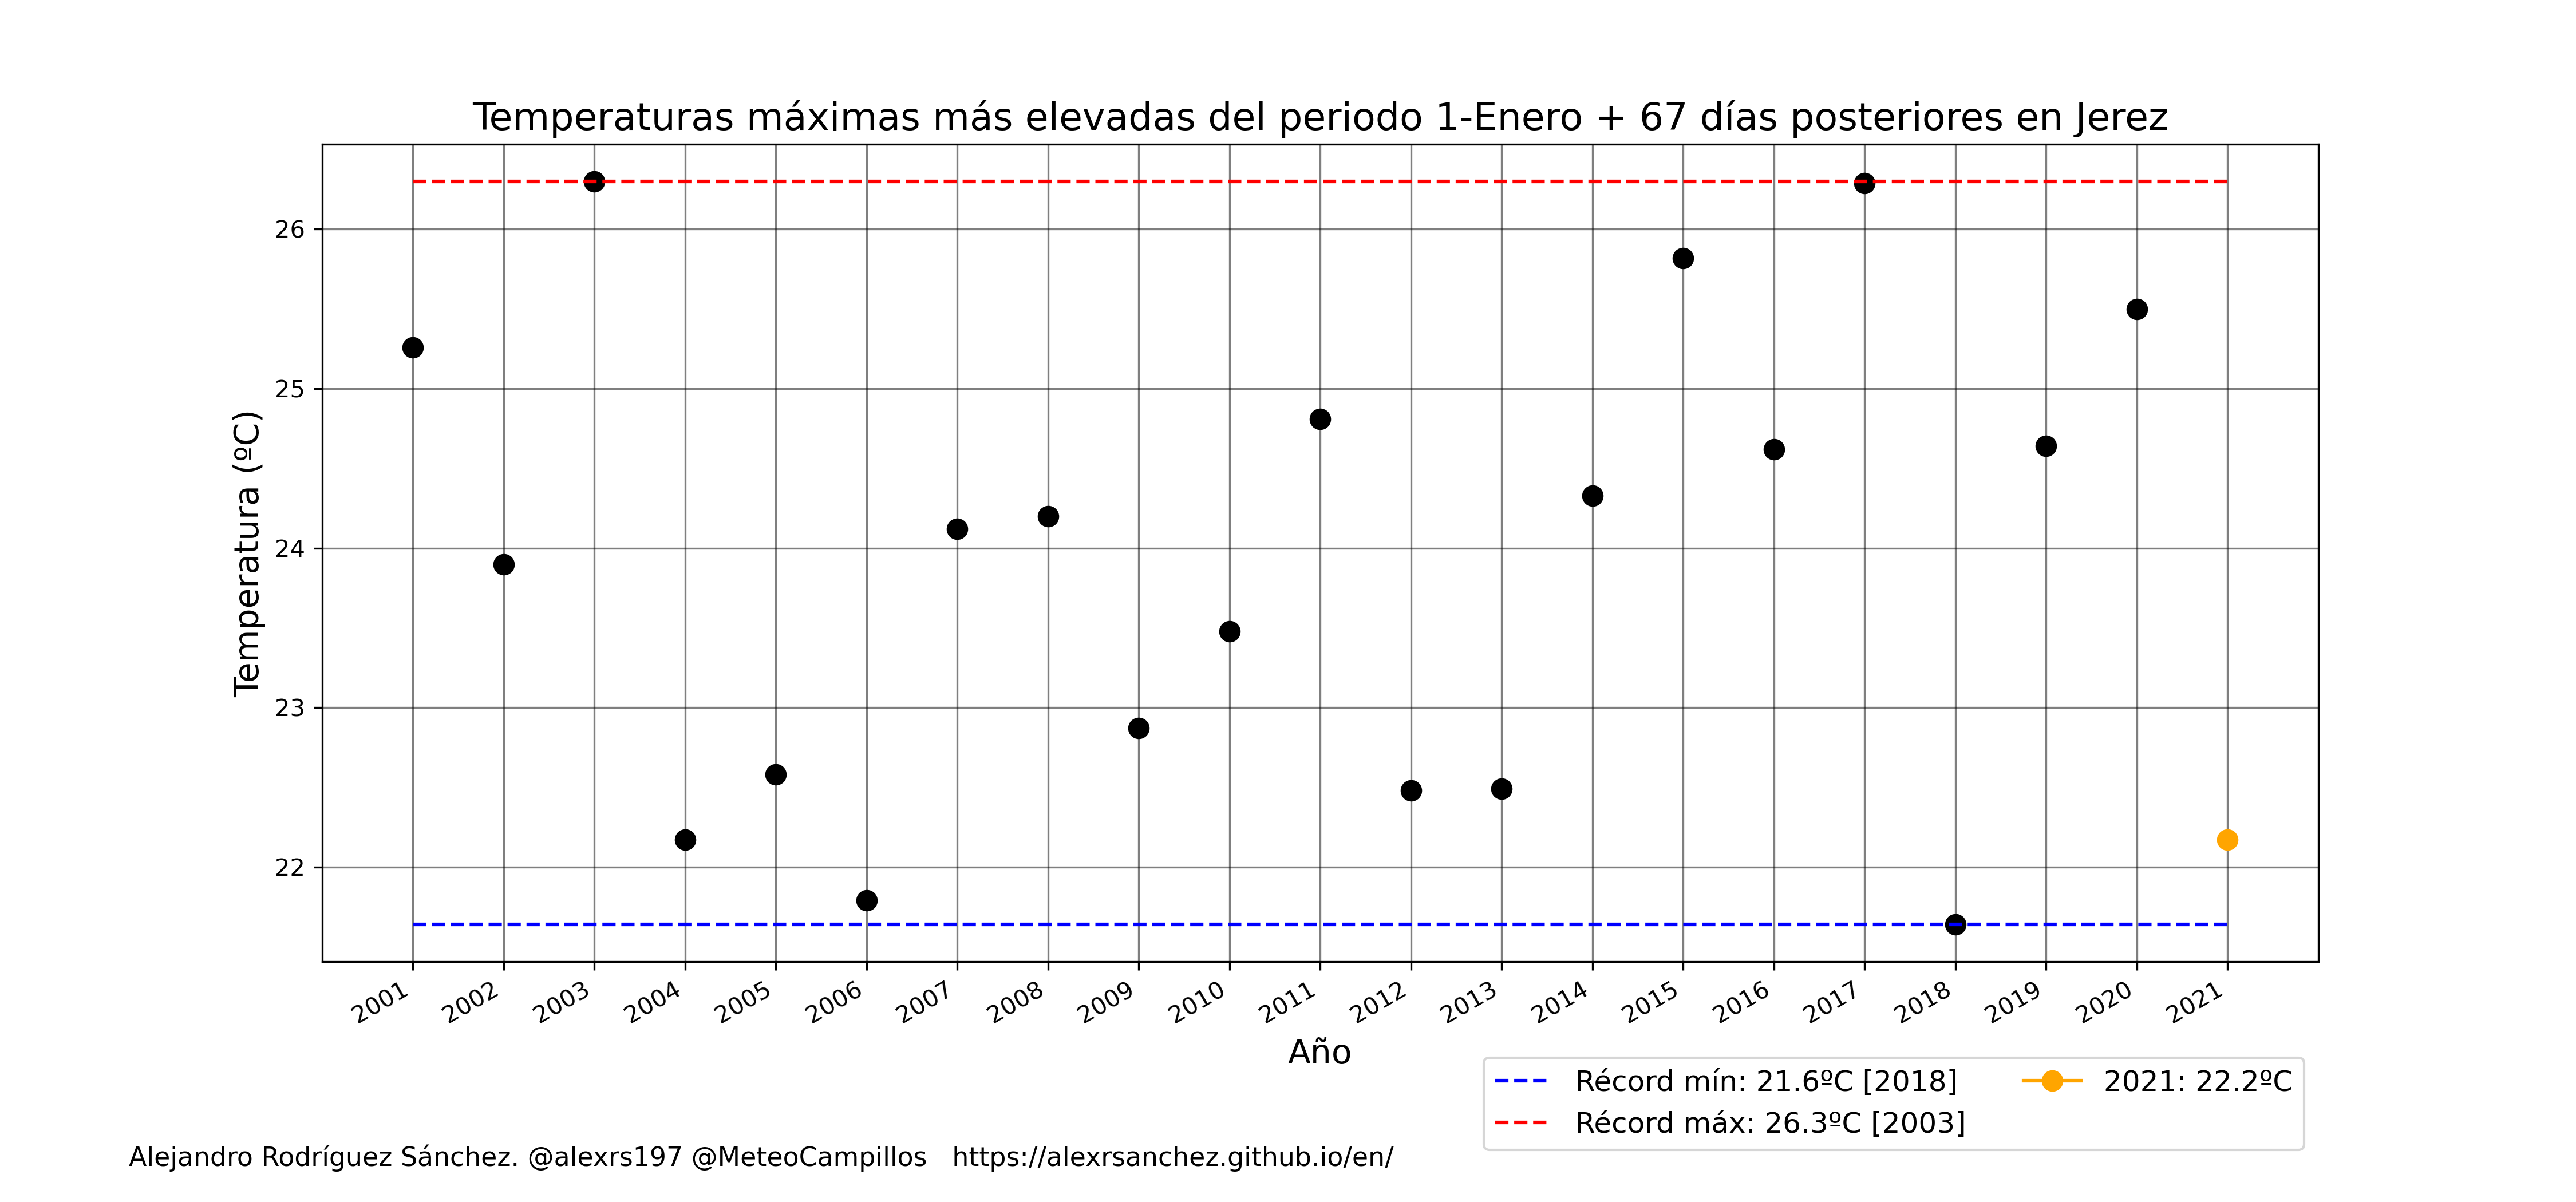 Temperaturas máximas más elevadas del periodo 1-Enero + 67 días posteriores en Jerez
Temperatura (ºC)
26
25
24
23
22
2001 2002 2003 2004 2005 2006 2007 2008 2009 2010 2011 2012 2013 2014 2015 2016 2017 2018 2019 2020 2021
Año
Récord mín: 21.6ºC [2018]
Récord máx: 26.3ºC [2003]
2021: 22.2ºC
Alejandro Rodríguez Sánchez. @alexrs197 @MeteoCampillos https://alexrsanchez.github.io/en/